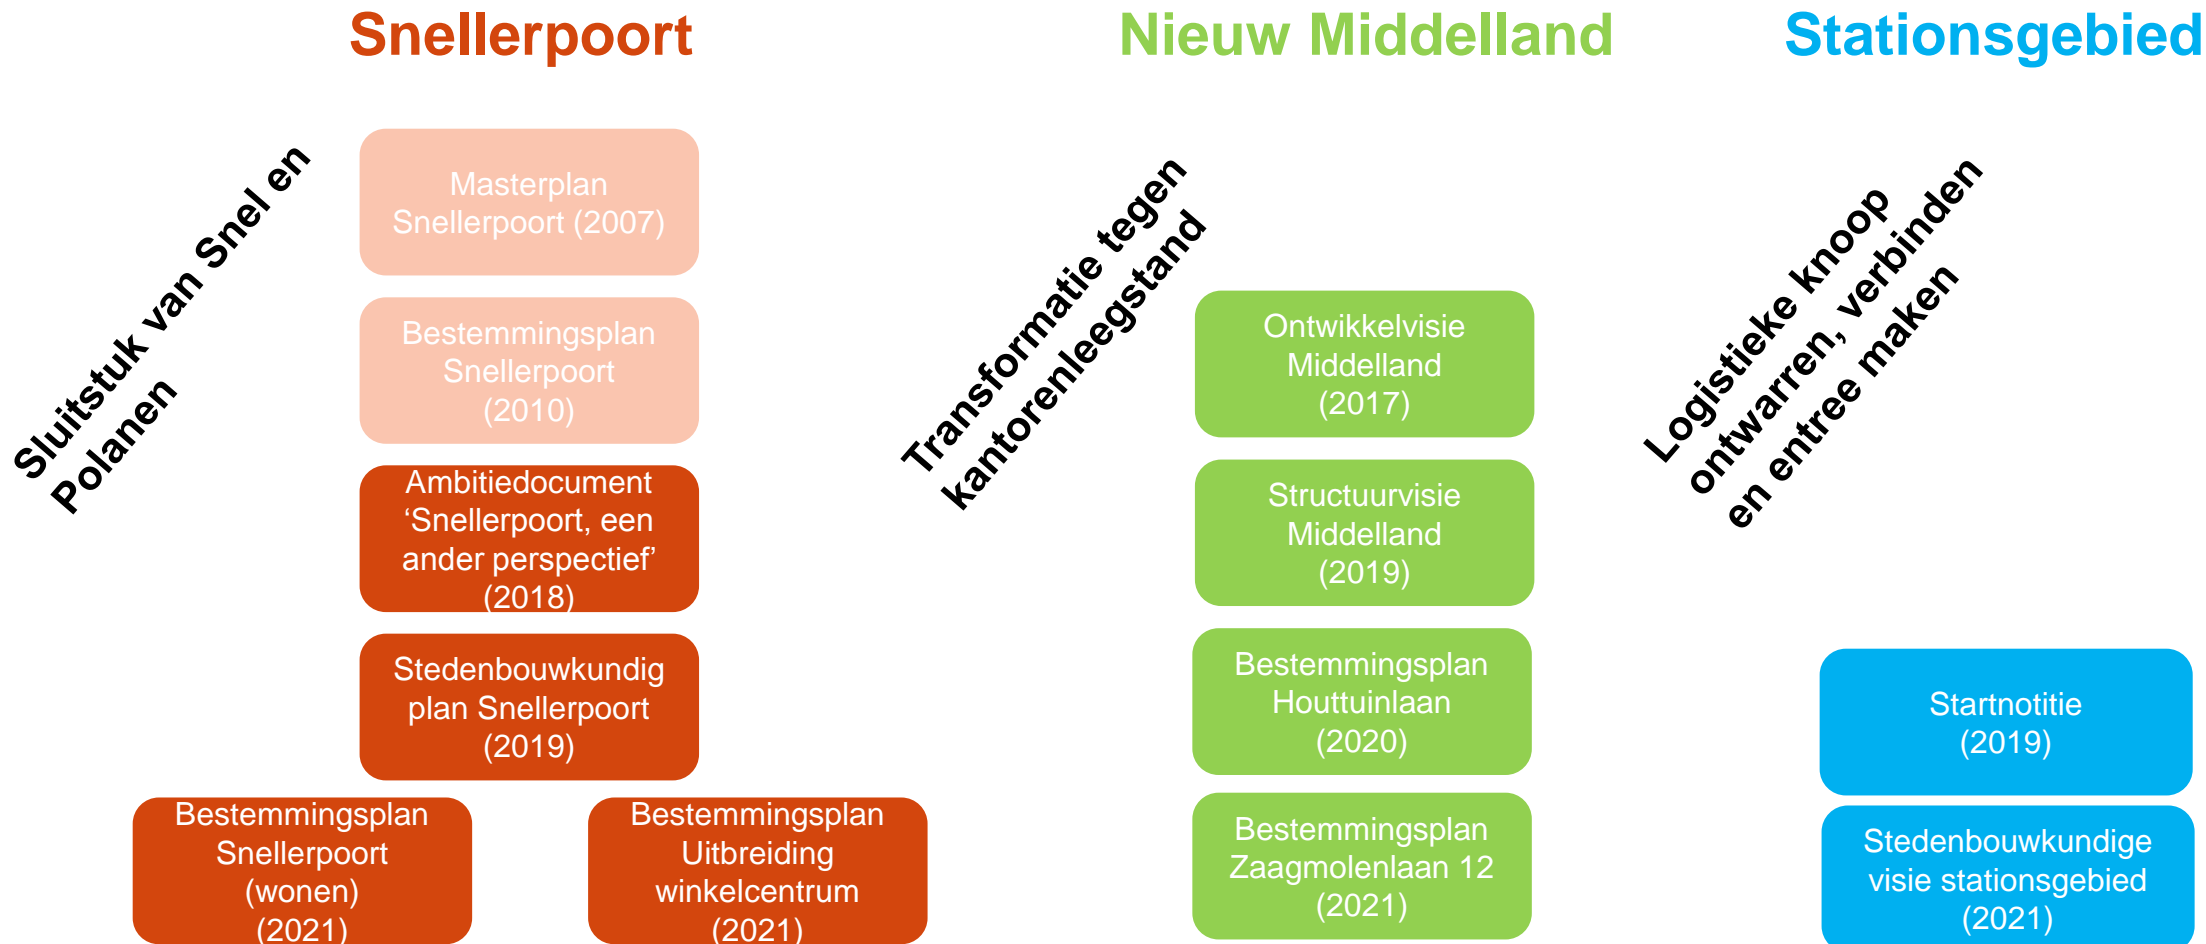 Snellerpoort
Nieuw Middelland
Stationsgebied
Sluitstuk van Snel en
Polanen
Masterplan
Snellerpoort (2007)
Bestemmingsplan
Snellerpoort
(2010)
Ambitiedocument
‘Snellerpoort, een
ander perspectief’
(2018)
Stedenbouwkundig
plan Snellerpoort
(2019)
Bestemmingsplan
Snellerpoort
(wonen)
(2021)
Bestemmingsplan
Uitbreiding
winkelcentrum
(2021)
Transformatie tegen
kantorenleegstand
Ontwikkelvisie
Middelland
(2017)
Structuurvisie
Middelland
(2019)
Bestemmingsplan
Houttuinlaan
(2020)
Bestemmingsplan
Zaagmolenlaan 12
(2021)
Logistieke knoop
ontwarren, verbinden
en entree maken
Startnotitie
(2019)
Stedenbouwkundige
visie stationsgebied
(2021)